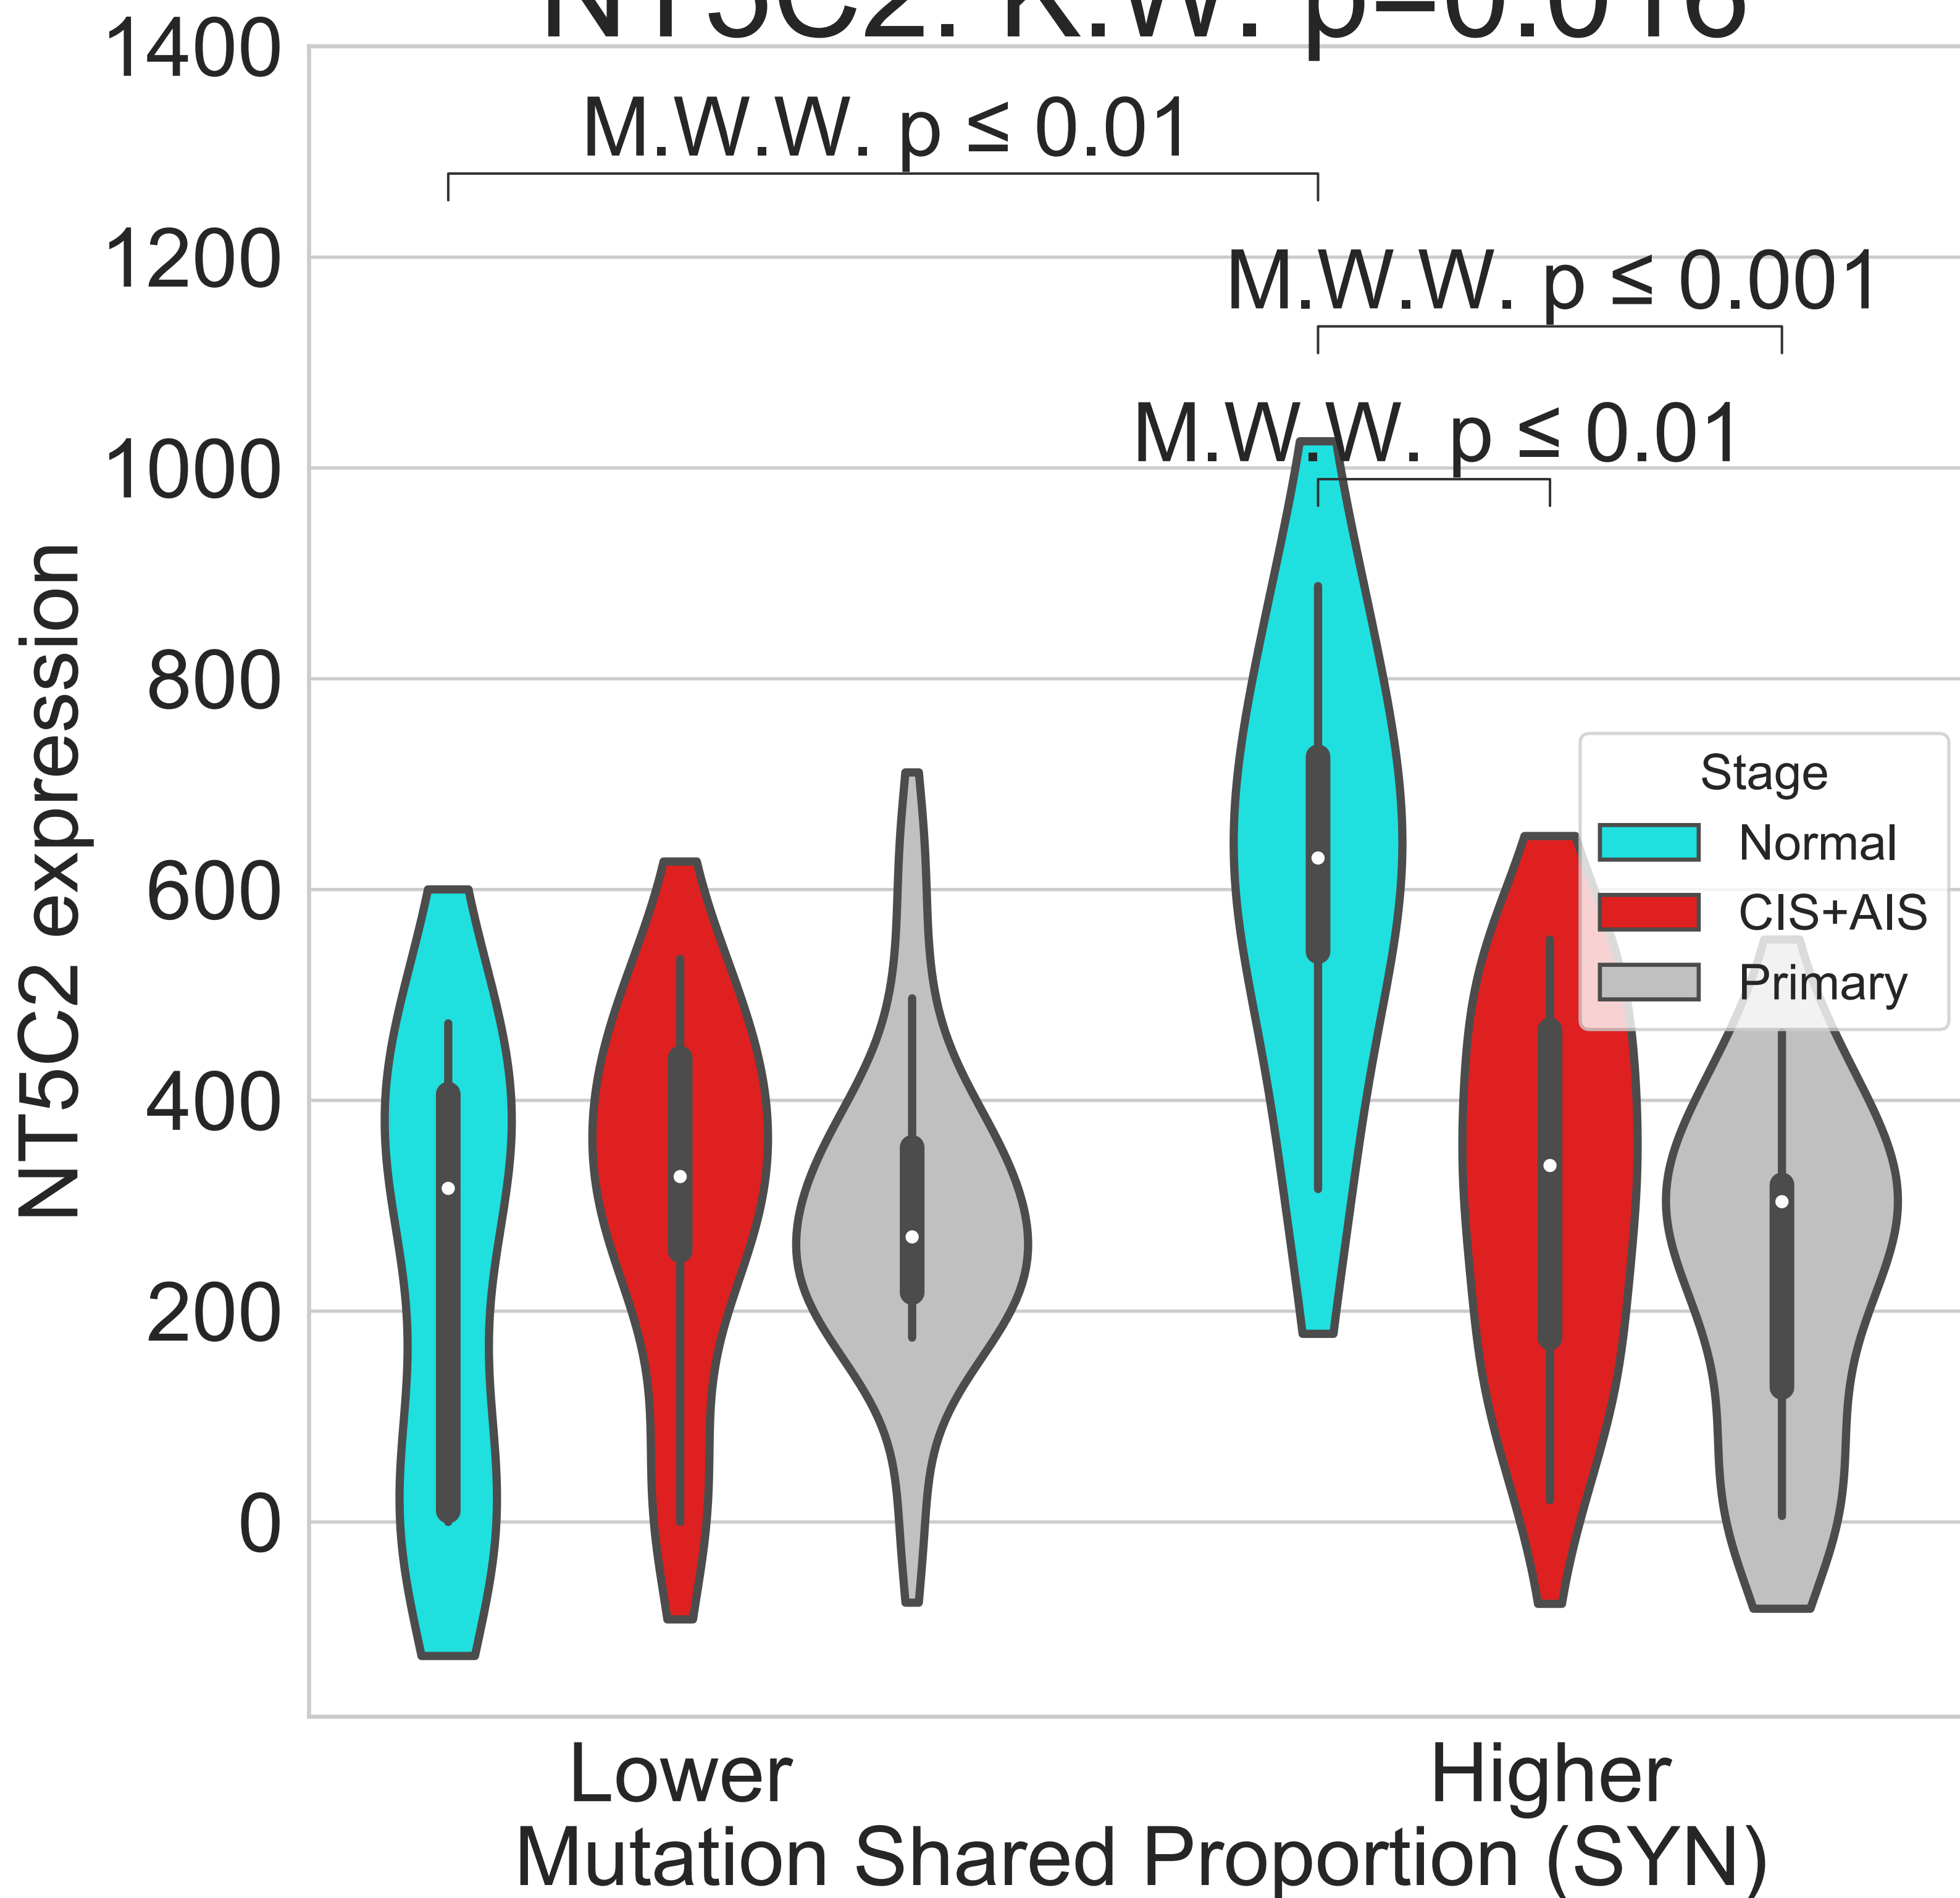 NT5C2: K.W.
1400
M.W.W. p ≤ 0.01
1200
M.W.W. p ≤ 0.001
M.W.W. p ≤ 0.01
1000
800
600
400
200
0
NT5C2 expression
Stage
Normal
CIS+AIS
Primary
Lower
Higher
Mutation Shared Proportion (SYN)